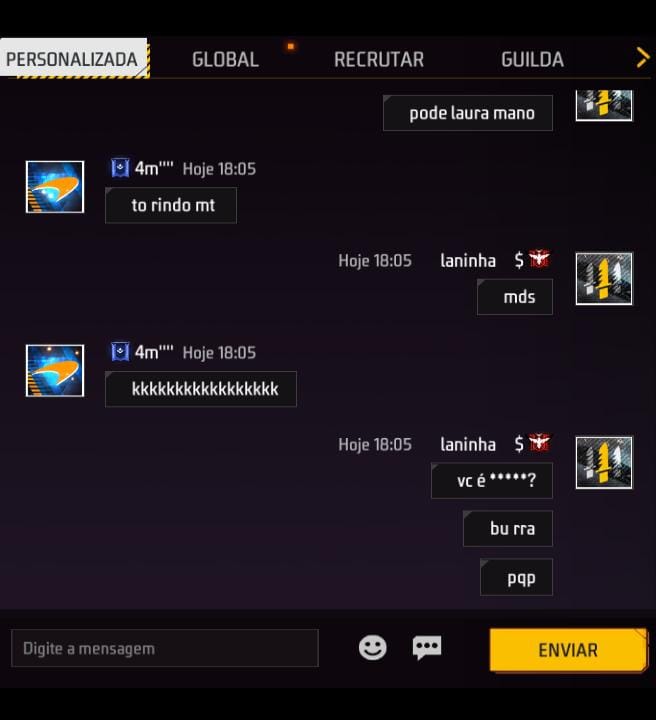 PERSONALIZADA GLOBAL RECRUTAR GUILDA
pode laura mano
4m'''' Hoje 18:05
to rindo mt
Hoje 18:05 laninha $
mds
4m'''' Hoje 18:05
kkkkkkkkkkkkkkkkk
Hoje 18:05 laninha $
vc é *****?
bu rra
pqp
Digite a mensagem
ENVIAR